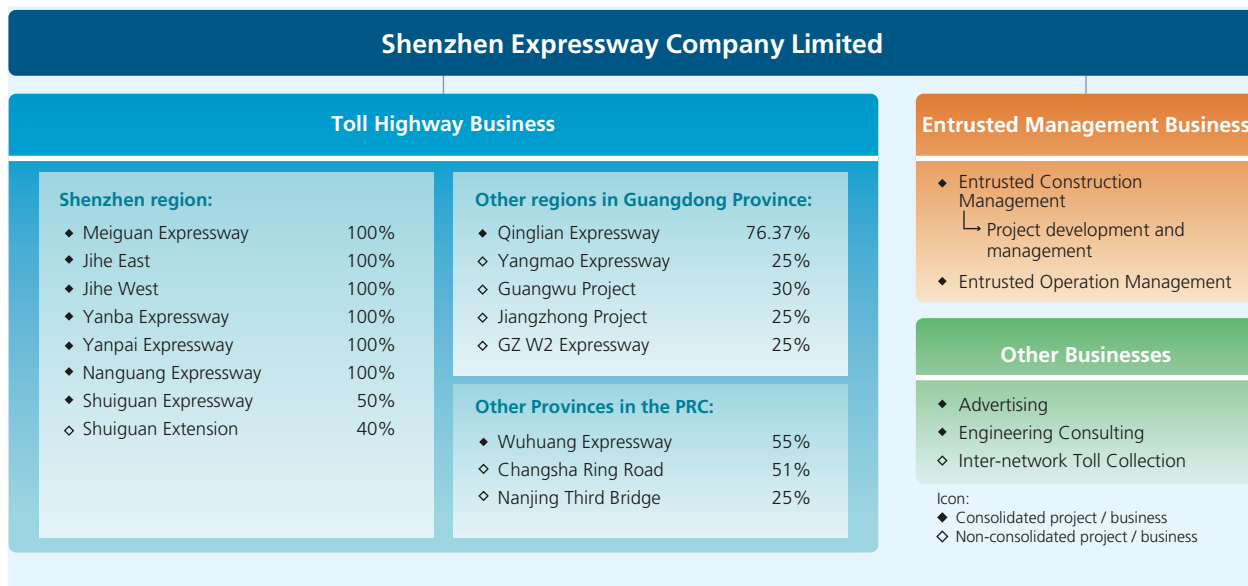 Shenzhen Expressway Company Limited
Toll Highway Business
Shenzhen region:
◆ Meiguan Expressway 100%
◆ Jihe East 100%
◆ Jihe West 100%
◆ Yanba Expressway 100%
◆ Yanpai Expressway 100%
◆ Nanguang Expressway 100%
◆ Shuiguan Expressway 50%
◇ Shuiguan Extension 40%
Other regions in Guangdong Province:
◆ Qinglian Expressway 76.37%
◇ Yangmao Expressway 25%
◇ Guangwu Project 30%
◇ Jiangzhong Project 25%
◇ GZ W2 Expressway 25%
Other Provinces in the PRC:
◆ Wuhuang Expressway 55%
◇ Changsha Ring Road 51%
◇ Nanjing Third Bridge 25%
Entrusted Management Business
◆ Entrusted Construction
Management
Project development and
management
◆ Entrusted Operation Management
Other Businesses
◆ Advertising
◆ Engineering Consulting
◇ Inter-network Toll Collection
Icon:
◆ Consolidated project / business
◇ Non-consolidated project / business